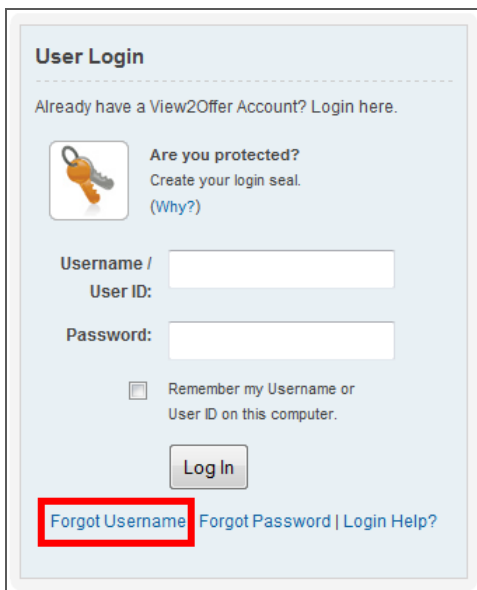 User Login
Already have a View2Offer Account? Login here.
Are you protected?
Create your login seal.
(Why?)
Username /
User ID:
Password:
Remember my Username or
User ID on this computer.
Log In
Forgot Username Forgot Password | Login Help?